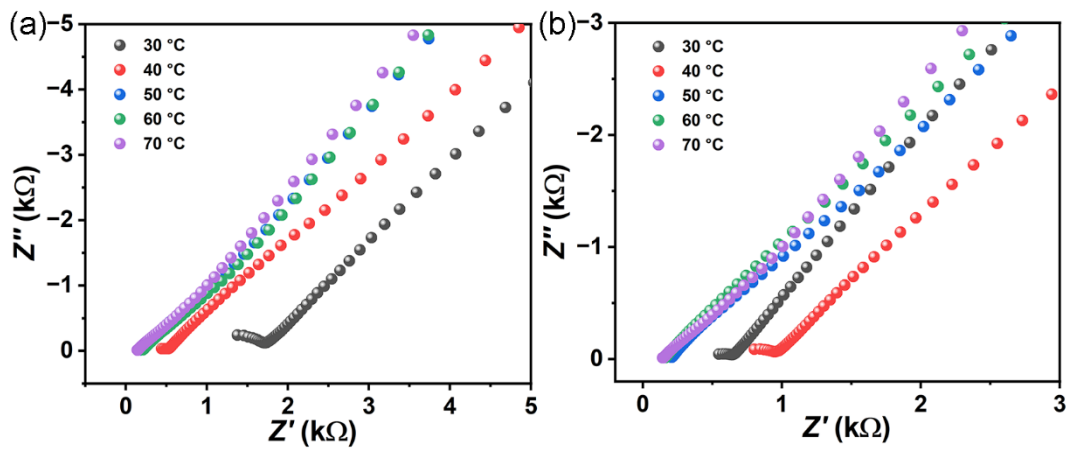 (a)
−5
−4
−3
−2
−1
0
Z″ (kΩ)
30 °C
40 °C
50 °C
60 °C
70 °C
0 1 2 3 4 5
Z′ (kΩ)
(b)
−3
−2
−1
0
Z″ (kΩ)
30 °C
40 °C
50 °C
60 °C
70 °C
0 1 2 3
Z′ (kΩ)